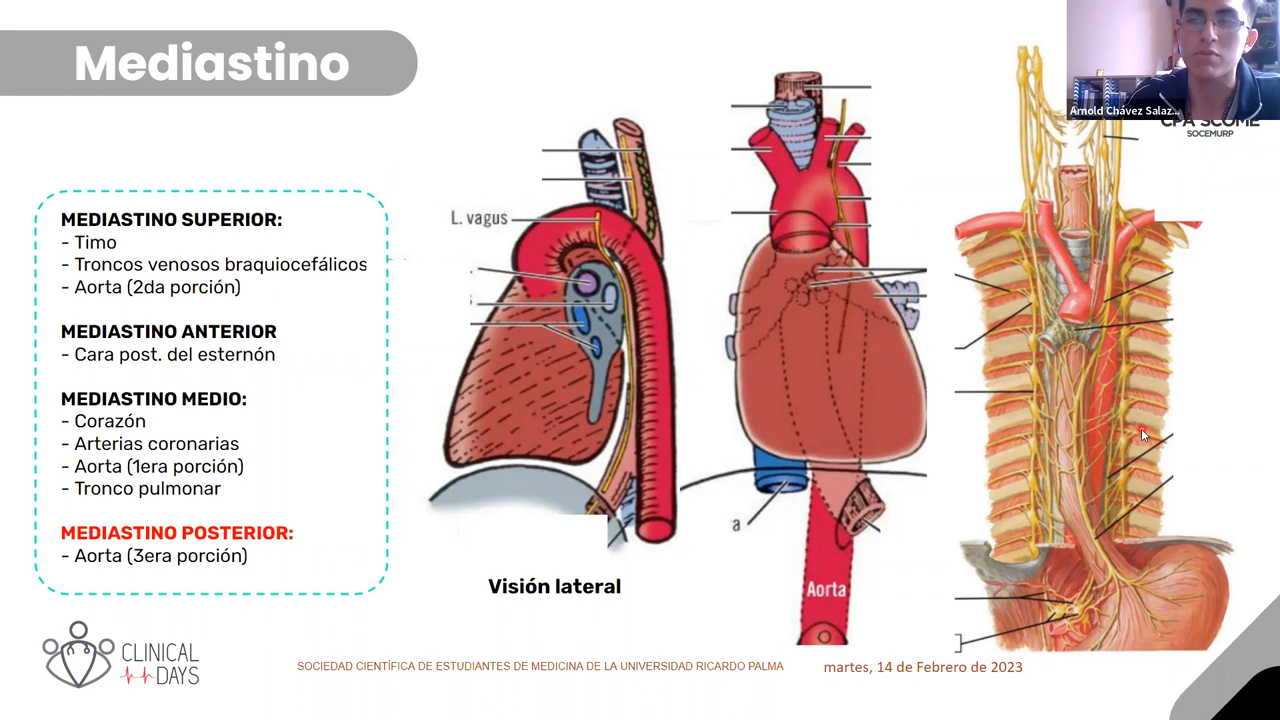 Mediastino
Arnold Chávez Salaz...
CPA SCOME
SOCEMURP
MEDIASTINO SUPERIOR:
- Timo
- Troncos venosos braquiocefálicos
- Aorta (2da porción)
MEDIASTINO ANTERIOR
- Cara post. del esternón
MEDIASTINO MEDIO:
- Corazón
- Arterias coronarias
- Aorta (1era porción)
- Tronco pulmonar
MEDIASTINO POSTERIOR:
- Aorta (3era porción)
L. vagus
a
Aorta
Visión lateral
CLINICAL
DAYS
SOCIEDAD CIENTÍFICA DE ESTUDIANTES DE MEDICINA DE LA UNIVERSIDAD RICARDO PALMA
martes, 14 de Febrero de 2023